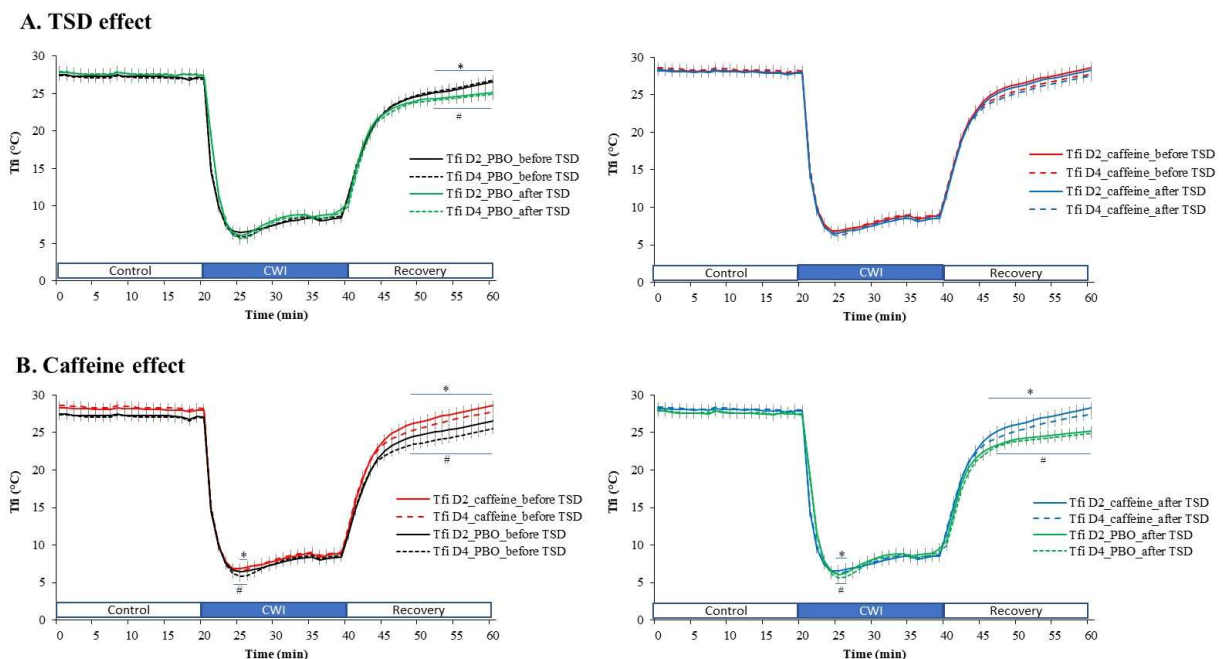 A. TSD effect
30
25
20
15
10
5
0
Tfi (°C)
*
#
Tfi D2_PBO_before TSD
Tfi D4_PBO_before TSD
Tfi D2_PBO_after TSD
Tfi D4_PBO_after TSD
Control CWI Recovery
0 5 10 15 20 25 30 35 40 45 50 55 60
Time (min)
30
25
20
15
10
5
0
Tfi (°C)
Tfi D2_caffeine_before TSD
Tfi D4_caffeine_before TSD
Tfi D2_caffeine_after TSD
Tfi D4_caffeine_after TSD
Control CWI Recovery
0 5 10 15 20 25 30 35 40 45 50 55 60
Time (min)
B. Caffeine effect
30
25
20
15
10
5
0
Tfi (°C)
*
#
Tfi D2_caffeine_before TSD
Tfi D4_caffeine_before TSD
Tfi D2_PBO_before TSD
Tfi D4_PBO_before TSD
*
#
Control CWI Recovery
0 5 10 15 20 25 30 35 40 45 50 55 60
Time (min)
30
25
20
15
10
5
0
Tfi (°C)
*
#
Tfi D2_caffeine_after TSD
Tfi D4_caffeine_after TSD
Tfi D2_PBO_after TSD
Tfi D4_PBO_after TSD
*
#
Control CWI Recovery
0 5 10 15 20 25 30 35 40 45 50 55 60
Time (min)